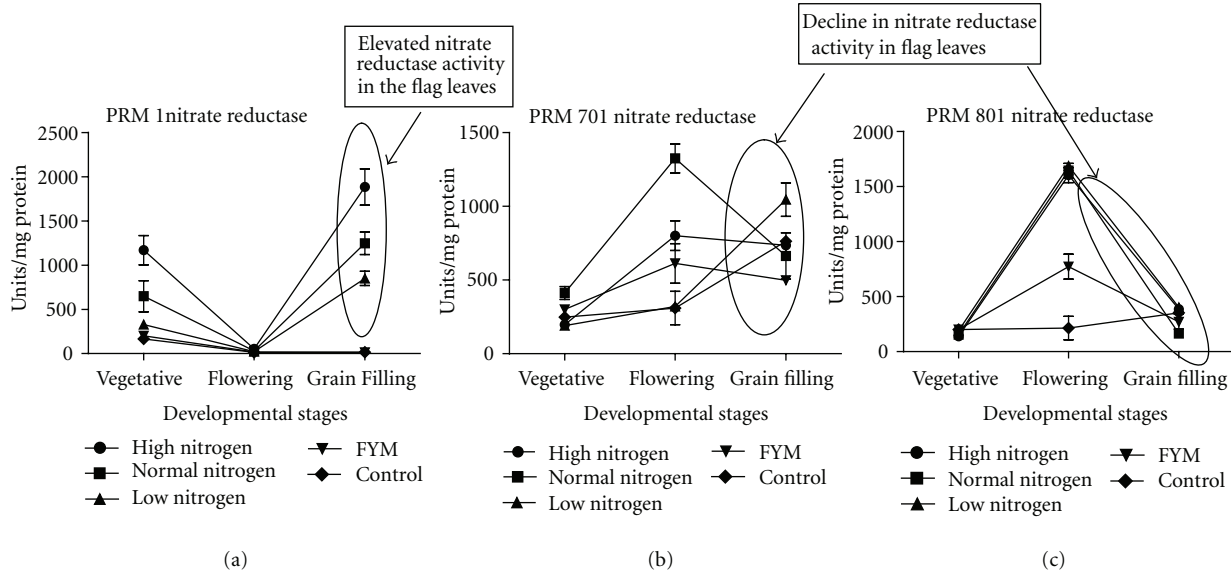 Elevated nitrate
reductase activity
in the flag leaves
Decline in nitrate reductase
activity in flag leaves
PRM 1nitrate reductase
2500
2000
1500
1000
500
0
Units/mg protein
Vegetative Flowering Grain Filling
Developmental stages
High nitrogen
Normal nitrogen
Low nitrogen
FYM
Control
(a)
PRM 701 nitrate reductase
1500
1000
500
0
Units/mg protein
Vegetative Flowering Grain filling
Developmental stages
High nitrogen
Normal nitrogen
Low nitrogen
FYM
Control
(b)
PRM 801 nitrate reductase
2000
1500
1000
500
0
Units/mg protein
Vegetative Flowering Grain filling
Developmental stages
High nitrogen
Normal nitrogen
Low nitrogen
FYM
Control
(c)